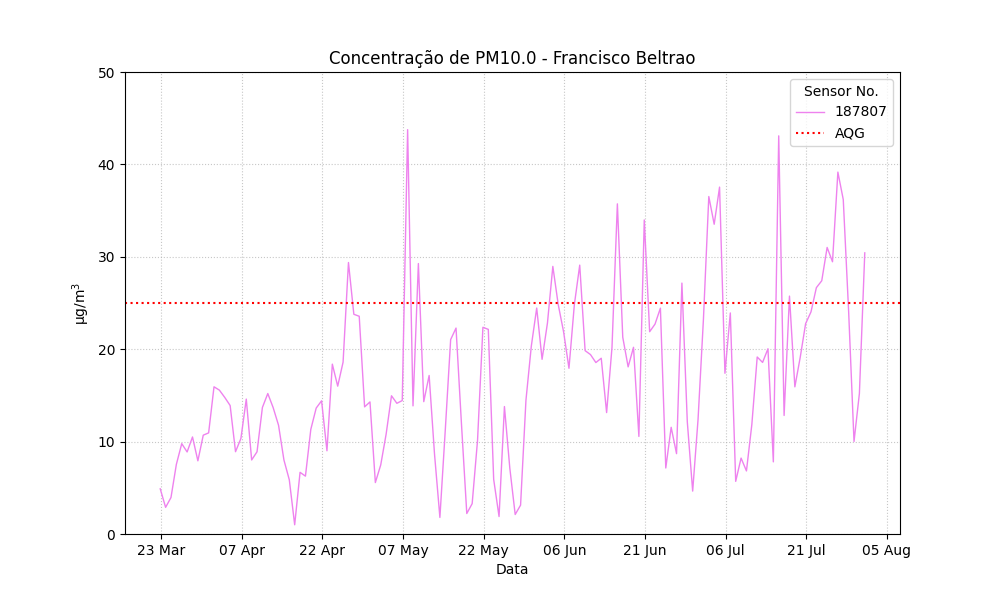 Concentração de PM10.0 - Francisco Beltrao
Sensor No.
187807
AQG
50
40
30
20
10
0
µg/m³
23 Mar
07 Apr
22 Apr
07 May
22 May
06 Jun
21 Jun
06 Jul
21 Jul
05 Aug
Data